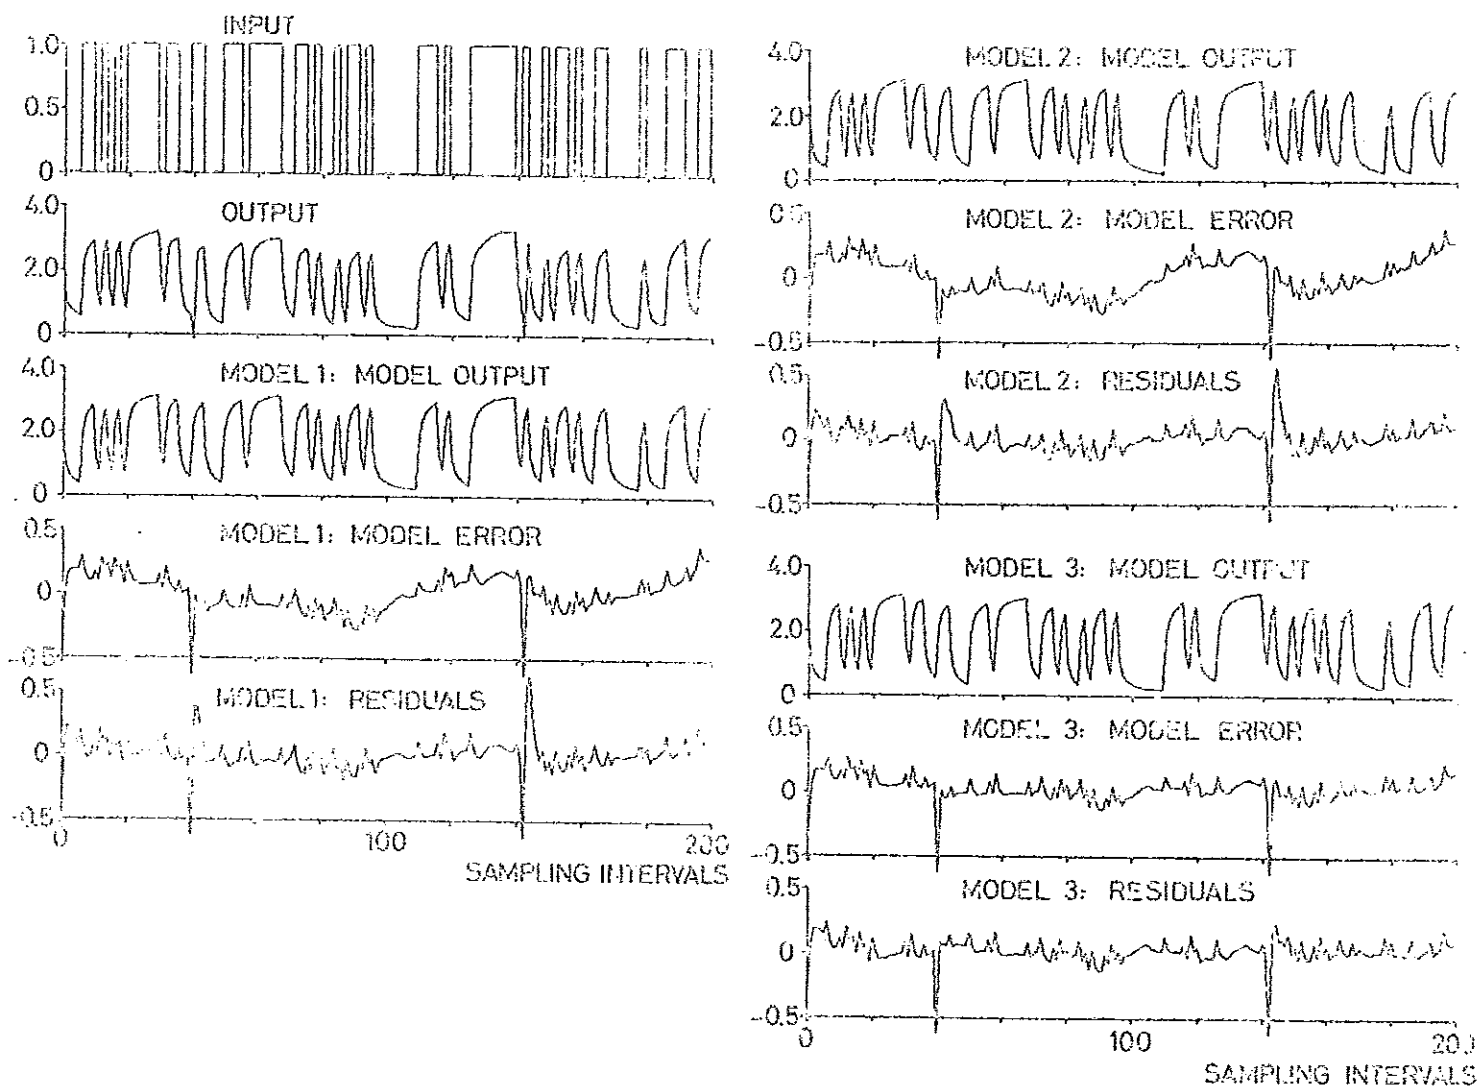 INPUT
1.0
0.5
0
OUTPUT
4.0
2.0
0
MODEL 1: MODEL OUTPUT
4.0
2.0
0
MODEL 1: MODEL ERROR
0.5
0
-0.5
MODEL 1: RESIDUALS
0.5
0
-0.5
0 100 200
SAMPLING INTERVALS
MODEL 2: MODEL OUTPUT
4.0
2.0
0
MODEL 2: MODEL ERROR
0.5
0
-0.5
MODEL 2: RESIDUALS
0.5
0
-0.5
MODEL 3: MODEL OUTPUT
4.0
2.0
0
MODEL 3: MODEL ERROR
0.5
0
-0.5
MODEL 3: RESIDUALS
0.5
0
-0.5
0 100 200
SAMPLING INTERVALS